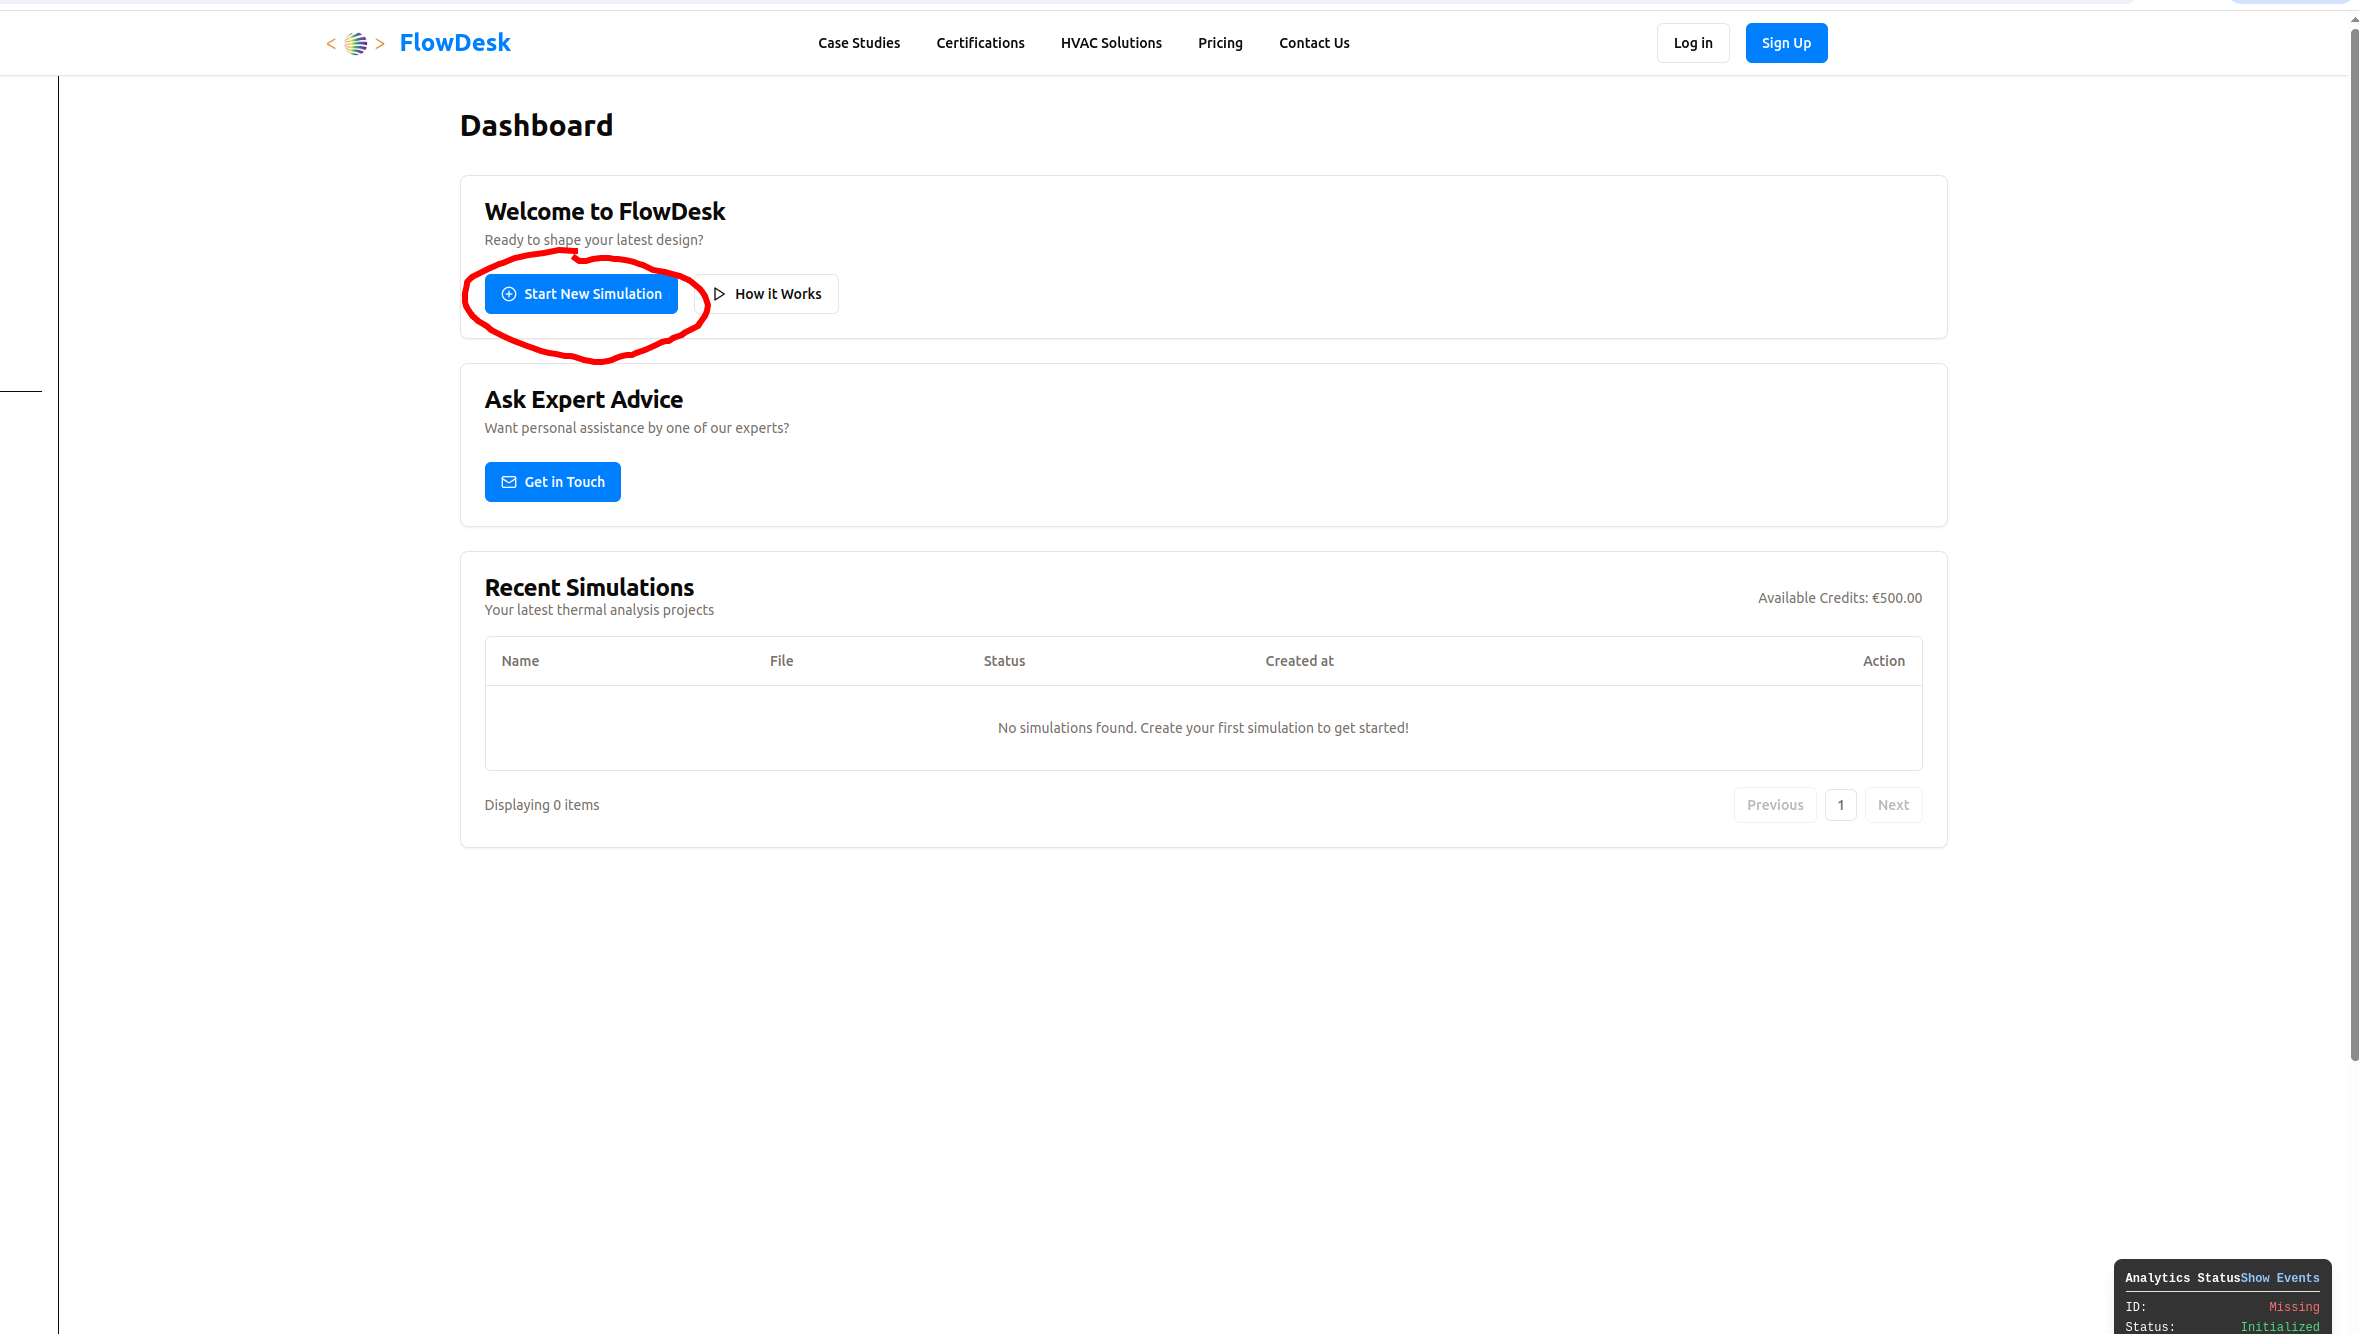 FlowDesk
Case Studies Certifications HVAC Solutions Pricing Contact Us
Log in Sign Up
Dashboard
Welcome to FlowDesk
Ready to shape your latest design?
Start New Simulation How it Works
Ask Expert Advice
Want personal assistance by one of our experts?
Get in Touch
Recent Simulations
Your latest thermal analysis projects
Available Credits: €500.00
Name File Status Created at Action
No simulations found. Create your first simulation to get started!
Displaying 0 items
Previous 1 Next
Analytics Status Show Events
ID: Missing
Status: Initialized